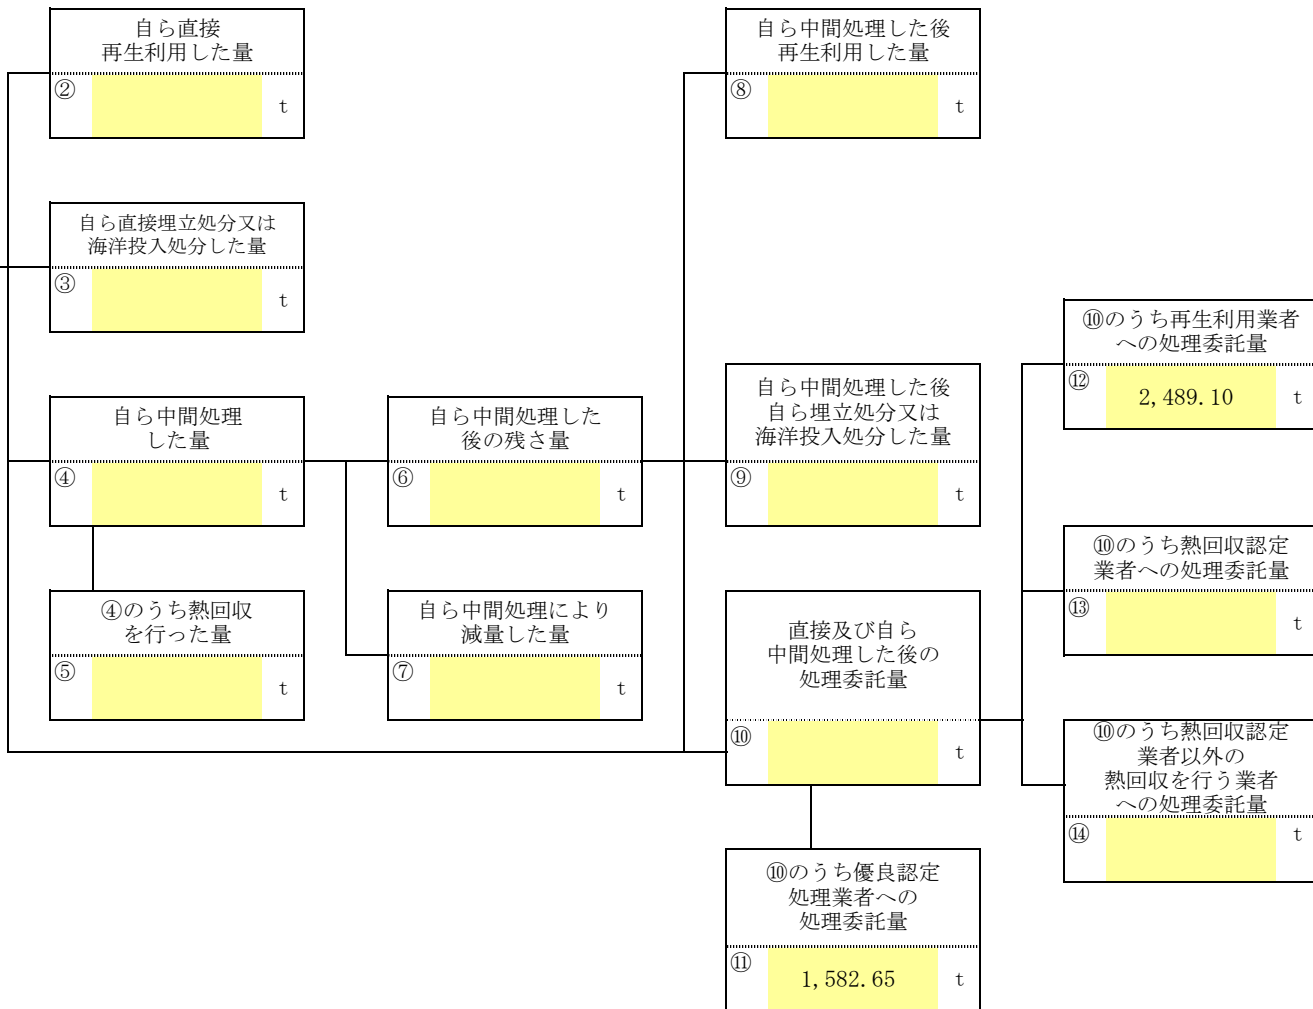 自ら直接
再生利用した量
② t
自ら中間処理した後
再生利用した量
⑧ t
自ら直接埋立処分又は
海洋投入処分した量
③ t
⑩のうち再生利用業者
への処理委託量
⑫ 2,489.10 t
自ら中間処理
した量
④ t
自ら中間処理した
後の残さ量
⑥ t
自ら中間処理した後
自ら埋立処分又は
海洋投入処分した量
⑨ t
⑩のうち熱回収認定
業者への処理委託量
⑬ t
④のうち熱回収
を行った量
⑤ t
自ら中間処理により
減量した量
⑦ t
直接及び自ら
中間処理した後の
処理委託量
⑩ t
⑩のうち熱回収認定
業者以外の
熱回収を行う業者
への処理委託量
⑭ t
⑩のうち優良認定
処理業者への
処理委託量
⑪ 1,582.65 t